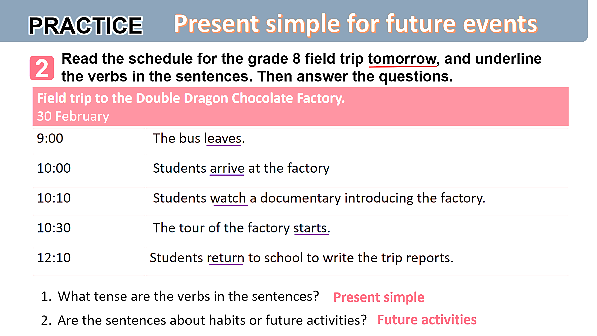 PRACTICE Present simple for future events
2 Read the schedule for the grade 8 field trip tomorrow, and underline
the verbs in the sentences. Then answer the questions.
Field trip to the Double Dragon Chocolate Factory.
30 February
9:00 The bus leaves.
10:00 Students arrive at the factory
10:10 Students watch a documentary introducing the factory.
10:30 The tour of the factory starts.
12:10 Students return to school to write the trip reports.
1. What tense are the verbs in the sentences? Present simple
2. Are the sentences about habits or future activities? Future activities